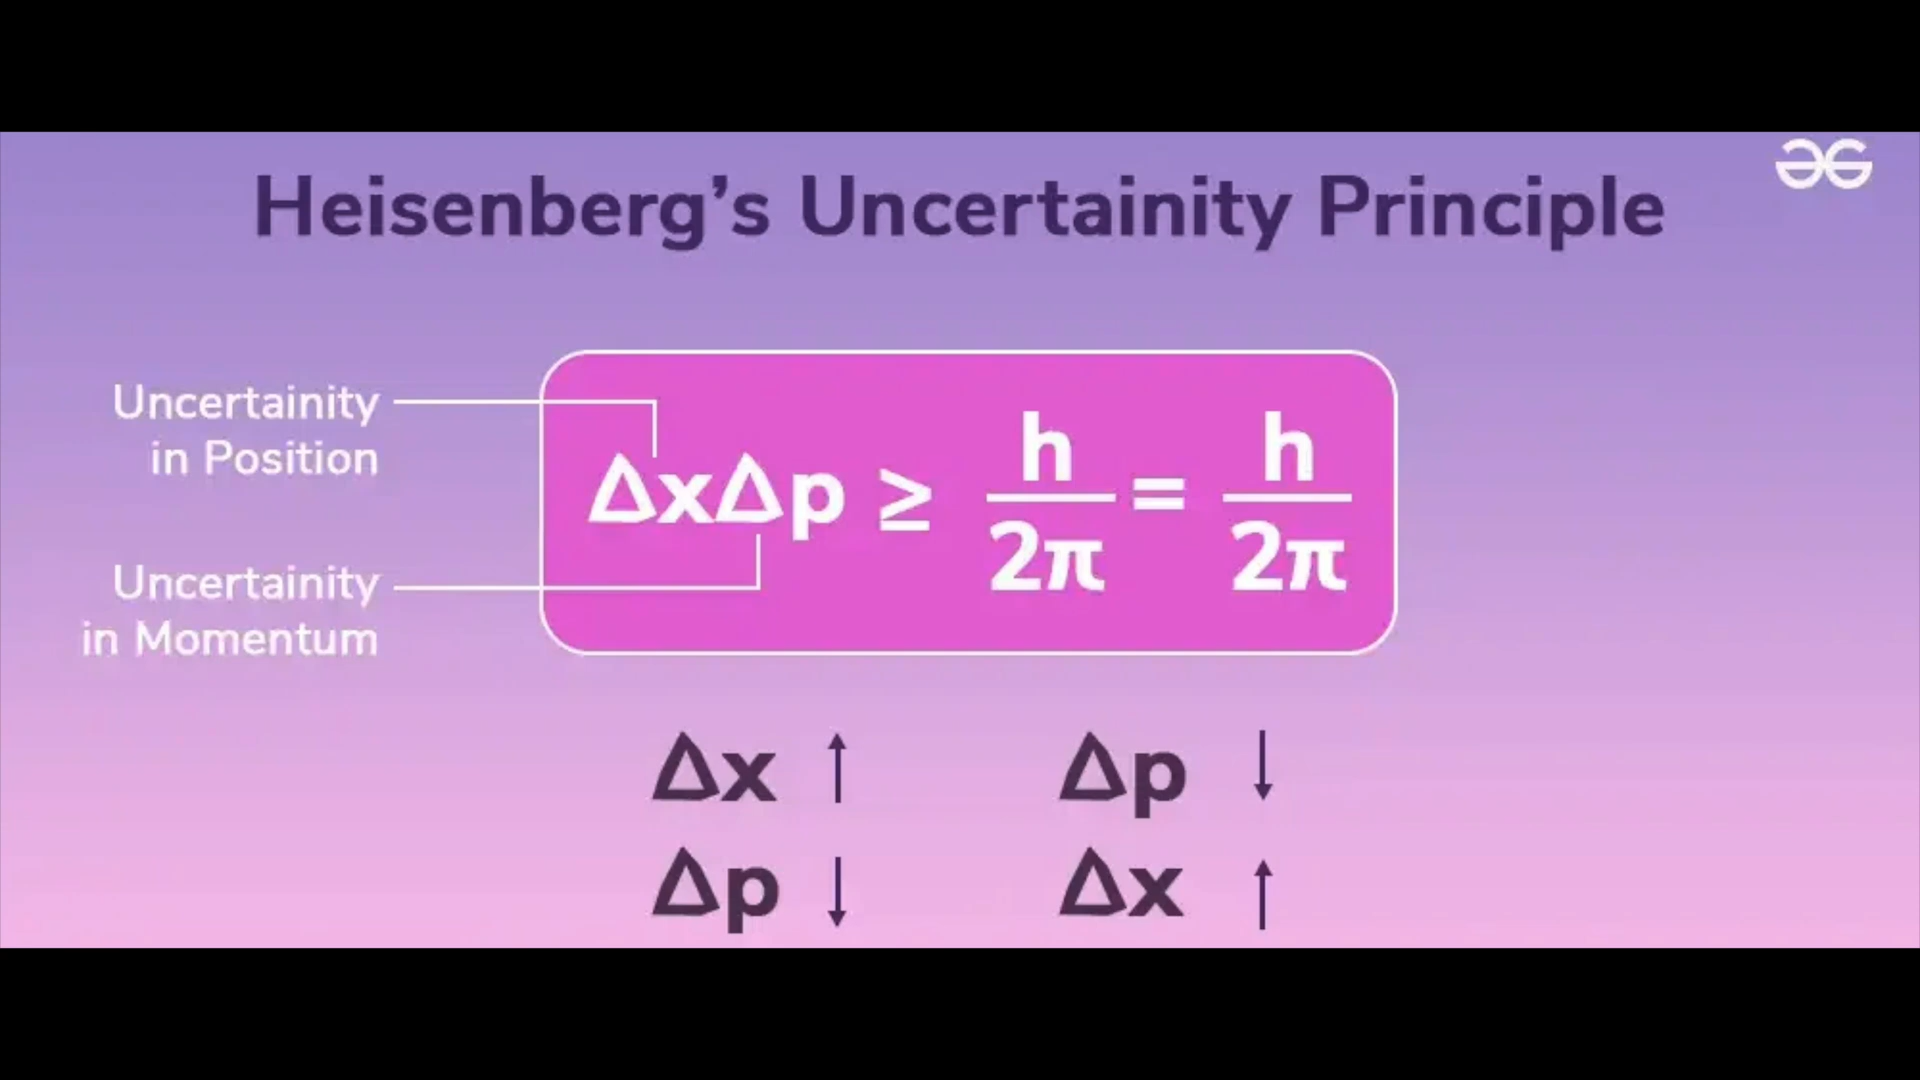 Heisenberg's Uncertainity Principle
Uncertainity
in Position
Uncertainity
in Momentum
ΔxΔp ≥ h/2π = h/2π
Δx ↑ Δp ↓
Δp ↓ Δx ↑